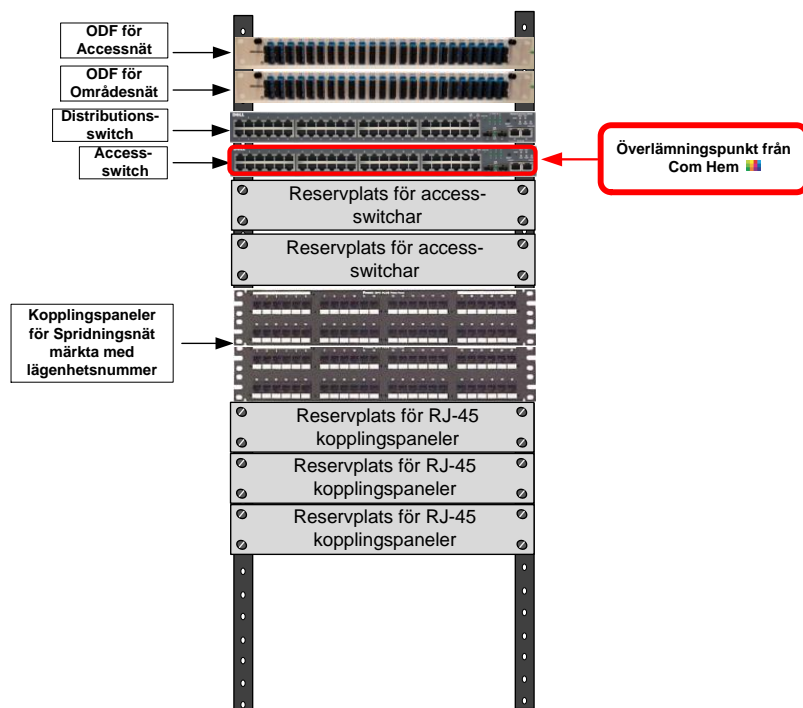 ODF för
Accessnät
ODF för
Områdesnät
Distributions-
switch
Access-
switch
Överlämningspunkt från
Com Hem
Reservplats för access-
switchar
Reservplats för access-
switchar
Kopplingspaneler
för Spridningsnät
märkta med
lägenhetsnummer
Reservplats för RJ-45
kopplingspaneler
Reservplats för RJ-45
kopplingspaneler
Reservplats för RJ-45
kopplingspaneler